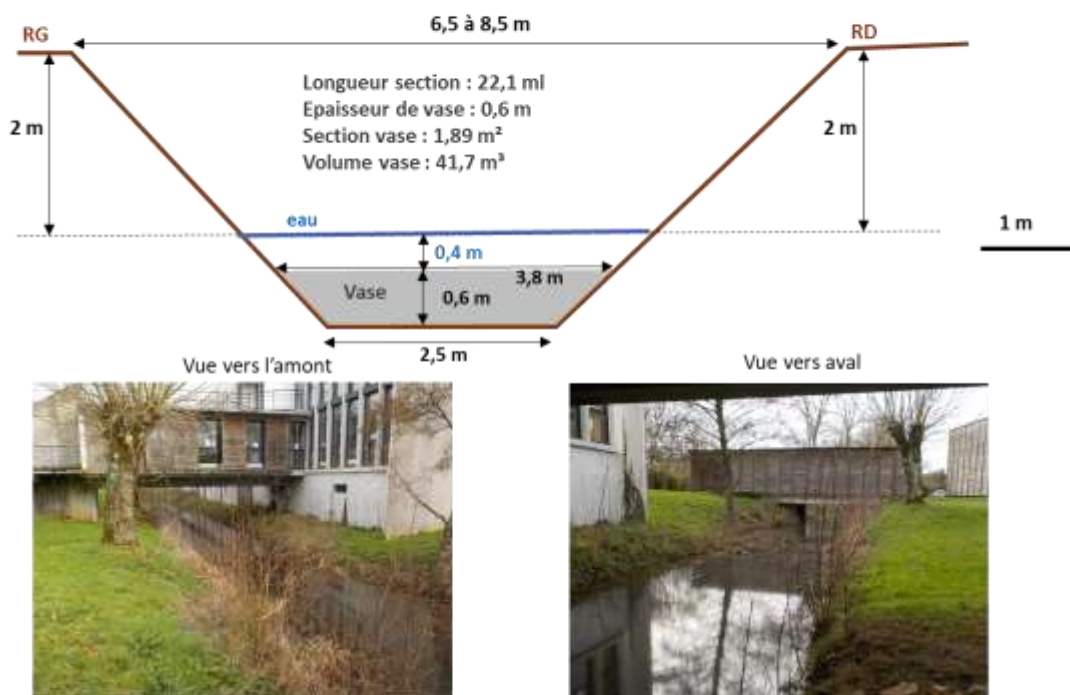 6,5 à 8,5 m
RG
RD
Longueur section : 22,1 ml
Epaisseur de vase : 0,6 m
Section vase : 1,89 m²
Volume vase : 41,7 m³
2 m
2 m
eau
1 m
0,4 m
3,8 m
Vase
0,6 m
2,5 m
Vue vers l'amont
Vue vers aval